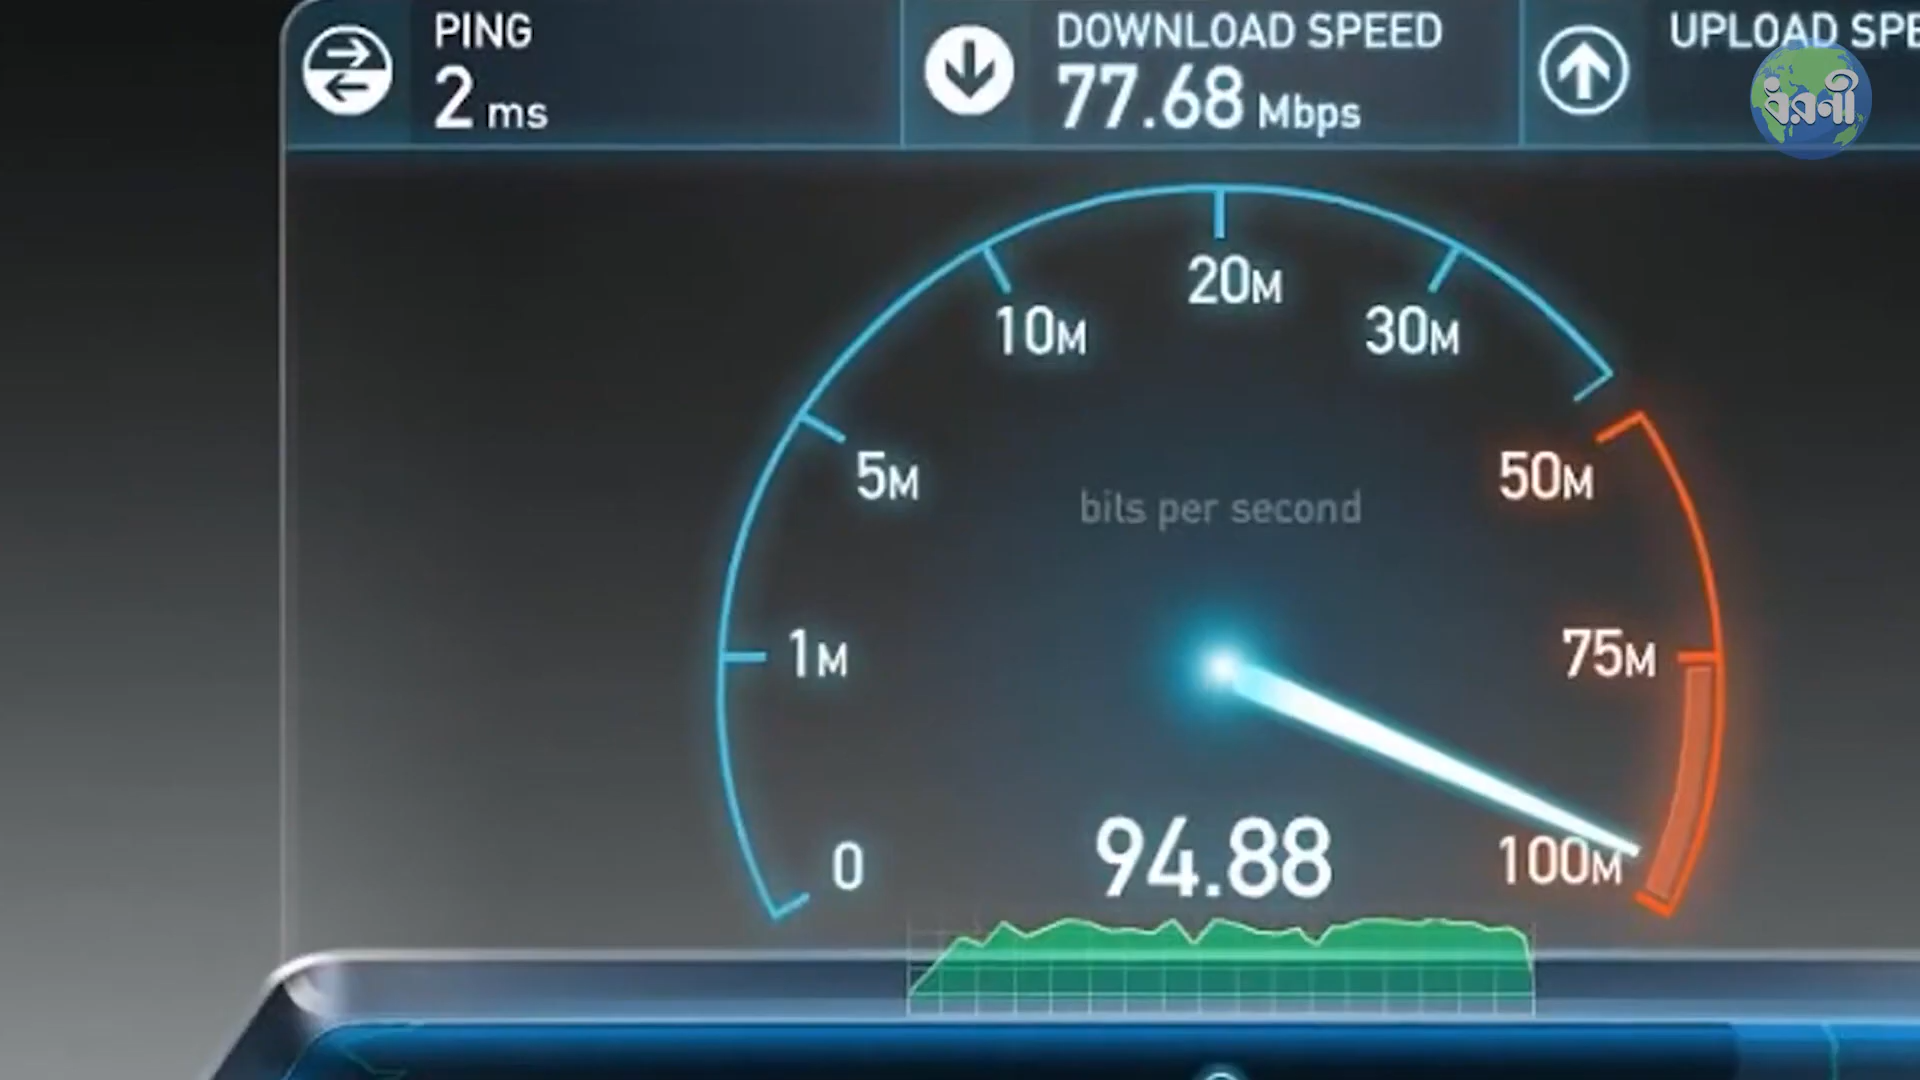 PING
2 ms
DOWNLOAD SPEED
77.68 Mbps
UPLOAD SPE
ধরণী
20M
10M
30M
5M
50M
bits per second
1M
75M
94.88
0
100M